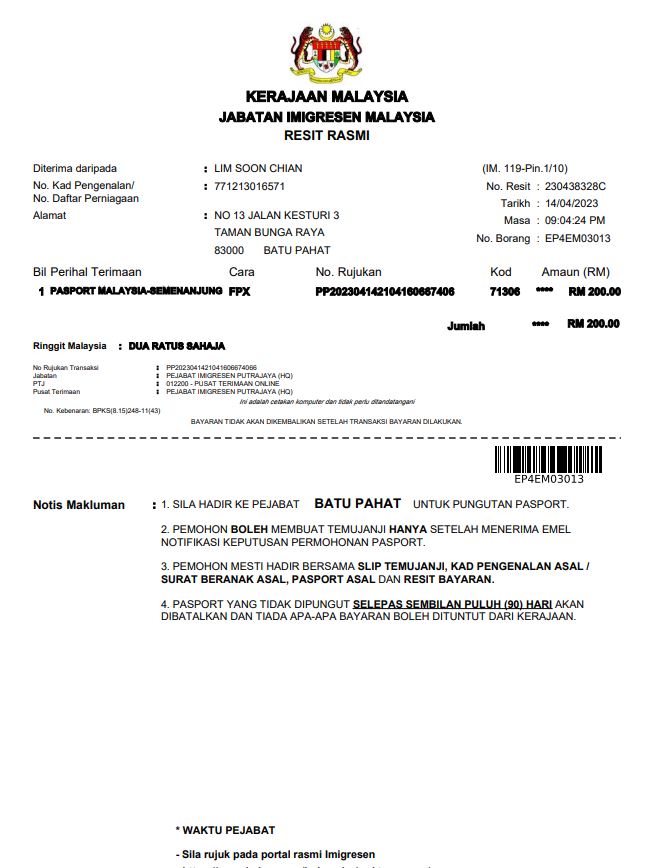 KERAJAAN MALAYSIA
JABATAN IMIGRESEN MALAYSIA
RESIT RASMI
Diterima daripada : LIM SOON CHIAN (IM. 119-Pin.1/10)
No. Kad Pengenalan/ : 771213016571 No. Resit : 230438328C
No. Daftar Perniagaan Tarikh : 14/04/2023
Alamat : NO 13 JALAN KESTURI 3 Masa : 09:04:24 PM
TAMAN BUNGA RAYA No. Borang : EP4EM03013
83000 BATU PAHAT
Bil Perihal Terimaan Cara No. Rujukan Kod Amaun (RM)
1 PASPORT MALAYSIA-SEMENANJUNG FPX PP2023041421041606674066 71306 **** RM 200.00
Jumlah **** RM 200.00
Ringgit Malaysia : DUA RATUS SAHAJA
No Rujukan Transaksi : PP2023041421041606674066
Jabatan : PEJABAT IMIGRESEN PUTRAJAYA (HQ)
PTJ : 012200 - PUSAT TERIMAAN ONLINE
Pusat Terimaan : PEJABAT IMIGRESEN PUTRAJAYA (HQ)
Ini adalah cetakan komputer dan tidak perlu ditandatangani
No. Kebenaran: BPKS(8.15)248-11(43)
BAYARAN TIDAK AKAN DIKEMBALIKAN SETELAH TRANSAKSI BAYARAN DILAKUKAN.
EP4EM03013
Notis Makluman : 1. SILA HADIR KE PEJABAT BATU PAHAT UNTUK PUNGUTAN PASPORT.
2. PEMOHON BOLEH MEMBUAT TEMUJANJI HANYA SETELAH MENERIMA EMEL
NOTIFIKASI KEPUTUSAN PERMOHONAN PASPORT.
3. PEMOHON MESTI HADIR BERSAMA SLIP TEMUJANJI, KAD PENGENALAN ASAL /
SURAT BERANAK ASAL, PASPORT ASAL DAN RESIT BAYARAN.
4. PASPORT YANG TIDAK DIPUNGUT SELEPAS SEMBILAN PULUH (90) HARI AKAN
DIBATALKAN DAN TIADA APA-APA BAYARAN BOLEH DITUNTUT DARI KERAJAAN.
* WAKTU PEJABAT
- Sila rujuk pada portal rasmi Imigresen